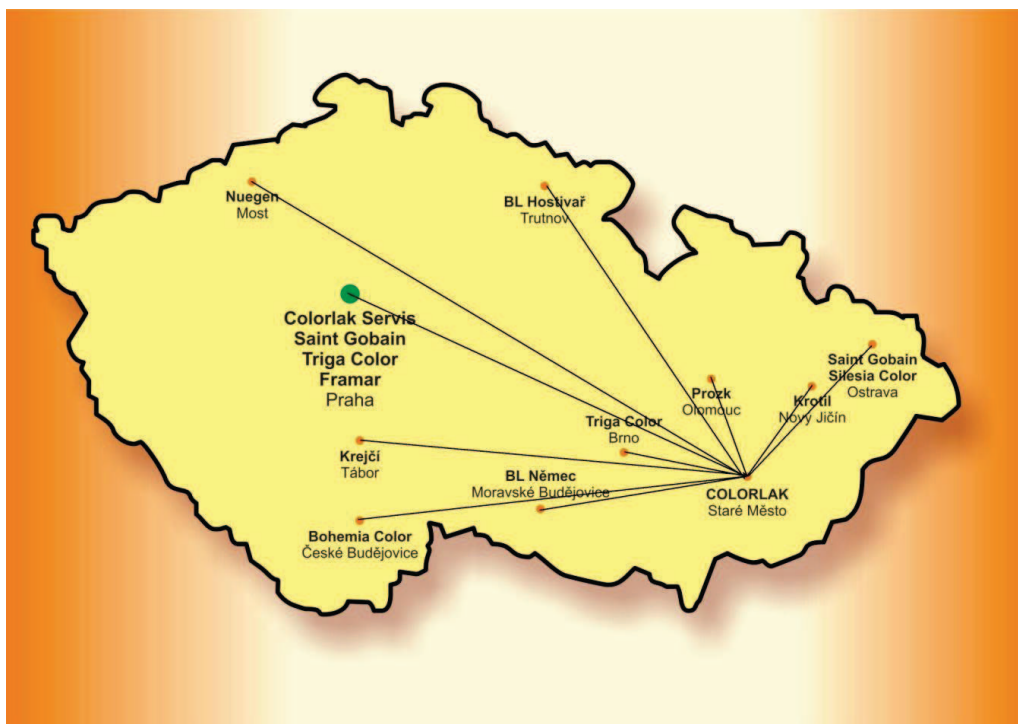 Nuegen
Most
BL Hostivař
Trutnov
Colorlak Servis
Saint Gobain
Triga Color
Framar
Praha
Saint Gobain
Silesia Color
Ostrava
Prozk
Olomouc
Krotil
Nový Jičín
Triga Color
Brno
Krejčí
Tábor
BL Němec
Moravské Budějovice
COLORLAK
Staré Město
Bohemia Color
České Budějovice